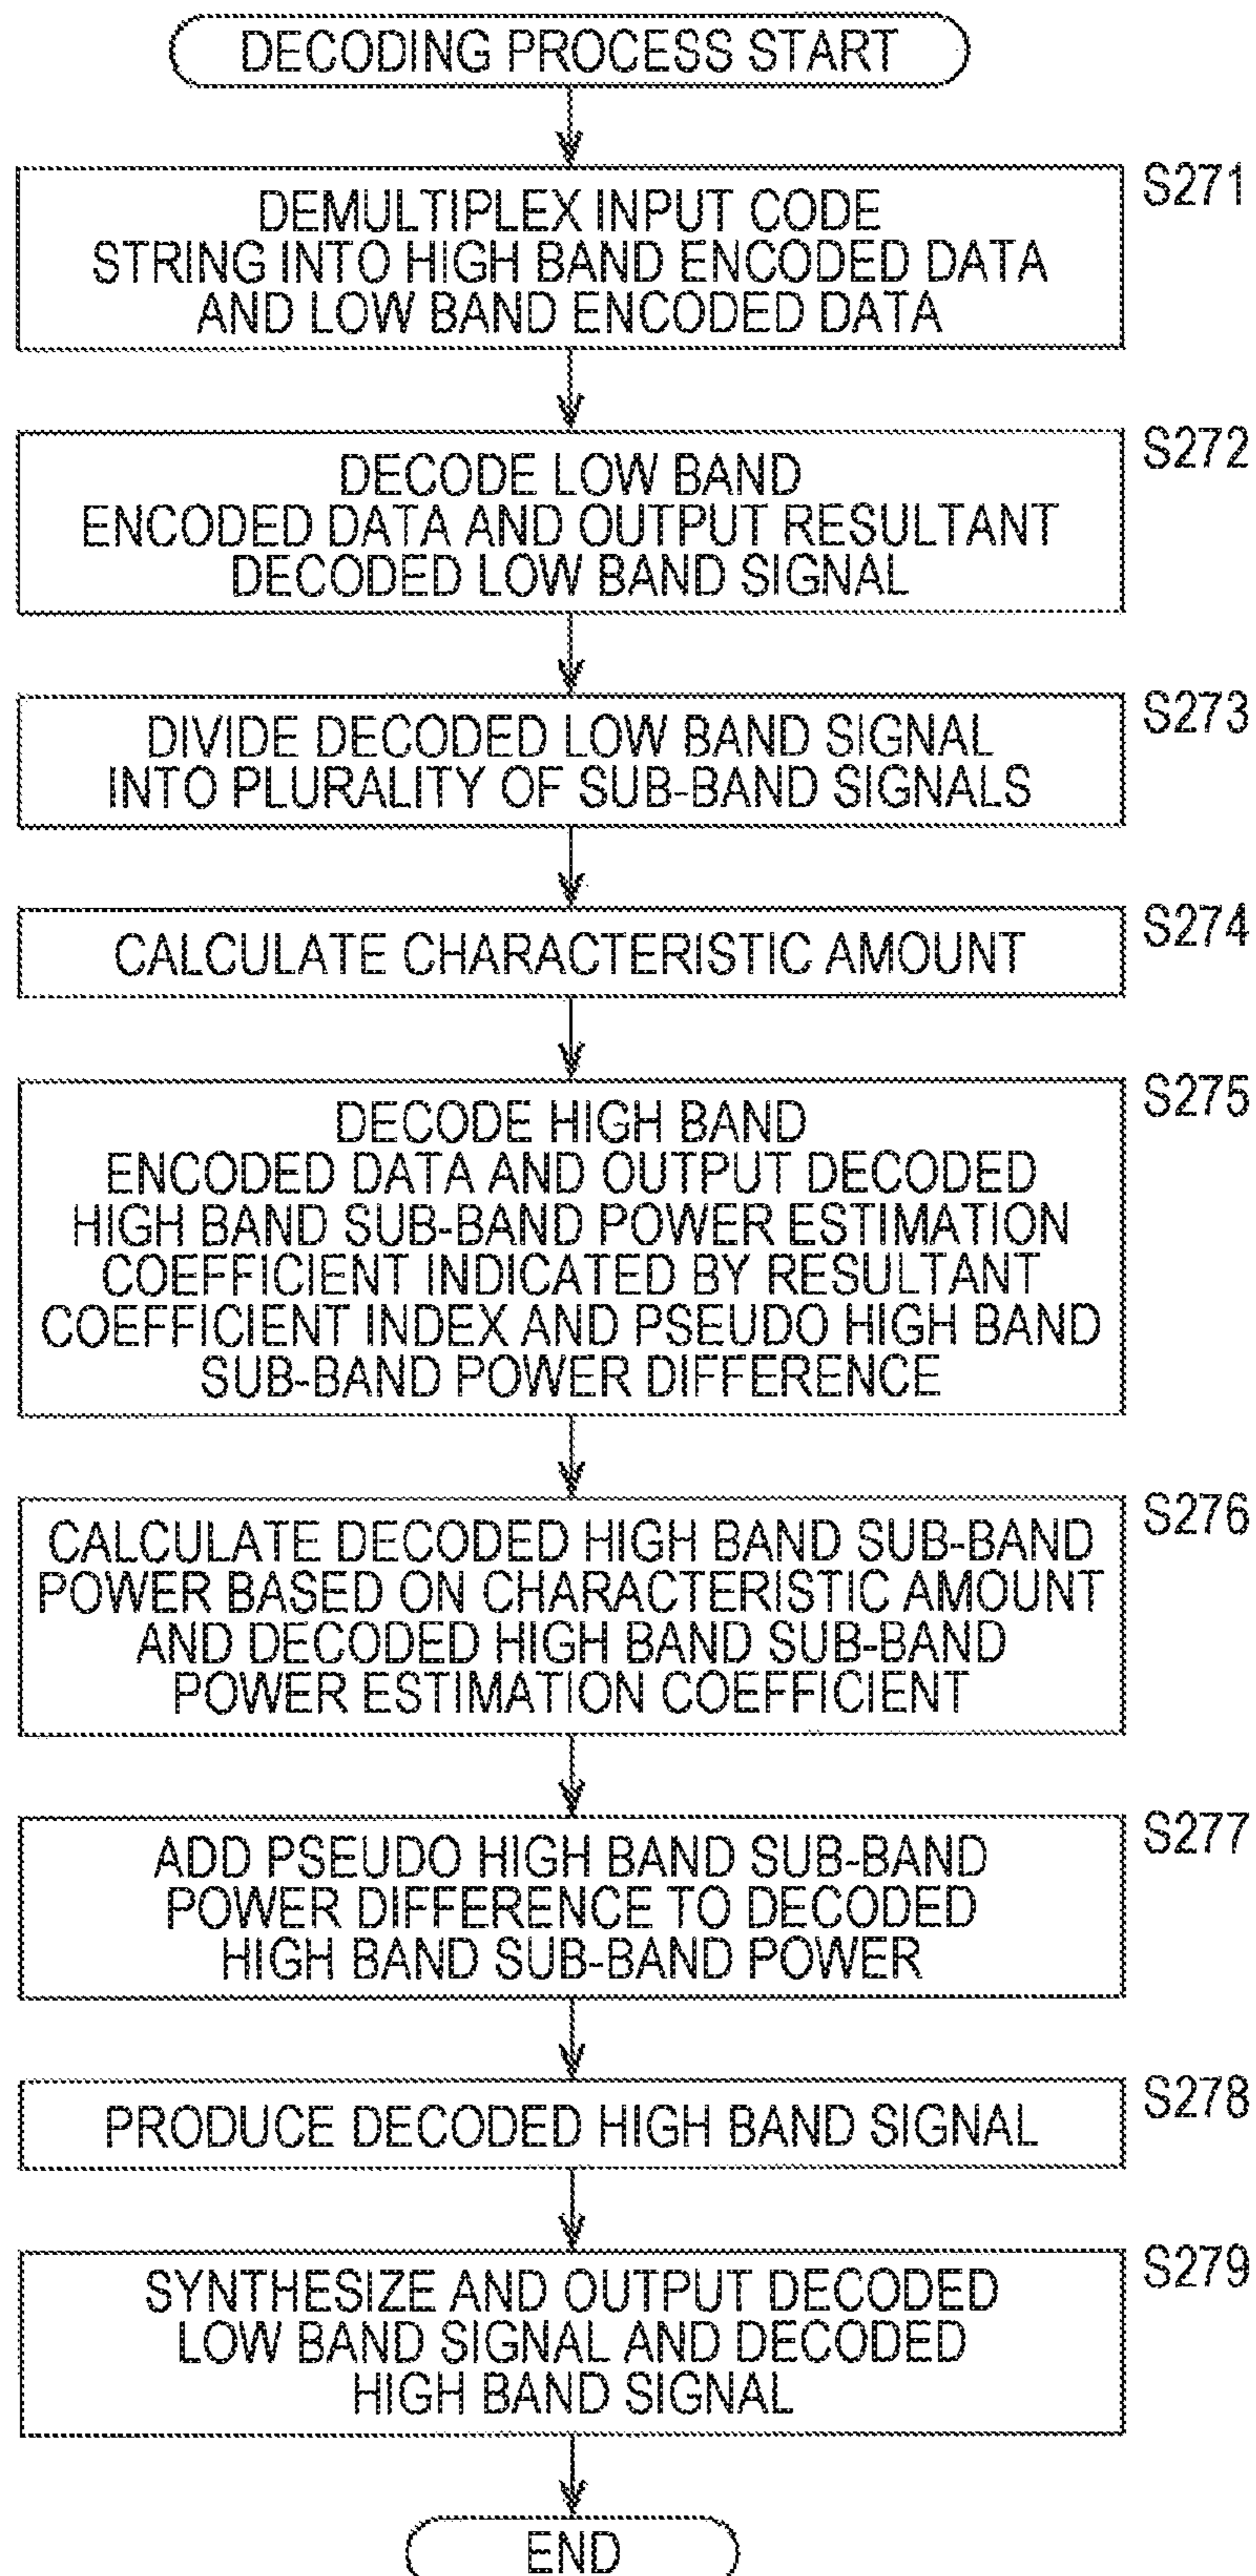 DECODING PROCESS START
S271
DEMULTIPLEX INPUT CODE
STRING INTO HIGH BAND ENCODED DATA
AND LOW BAND ENCODED DATA
S272
DECODE LOW BAND
ENCODED DATA AND OUTPUT RESULTANT
DECODED LOW BAND SIGNAL
S273
DIVIDE DECODED LOW BAND SIGNAL
INTO PLURALITY OF SUB-BAND SIGNALS
S274
CALCULATE CHARACTERISTIC AMOUNT
S275
DECODE HIGH BAND
ENCODED DATA AND OUTPUT DECODED
HIGH BAND SUB-BAND POWER ESTIMATION
COEFFICIENT INDICATED BY RESULTANT
COEFFICIENT INDEX AND PSEUDO HIGH BAND
SUB-BAND POWER DIFFERENCE
S276
CALCULATE DECODED HIGH BAND SUB-BAND
POWER BASED ON CHARACTERISTIC AMOUNT
AND DECODED HIGH BAND SUB-BAND
POWER ESTIMATION COEFFICIENT
S277
ADD PSEUDO HIGH BAND SUB-BAND
POWER DIFFERENCE TO DECODED
HIGH BAND SUB-BAND POWER
S278
PRODUCE DECODED HIGH BAND SIGNAL
S279
SYNTHESIZE AND OUTPUT DECODED
LOW BAND SIGNAL AND DECODED
HIGH BAND SIGNAL
END